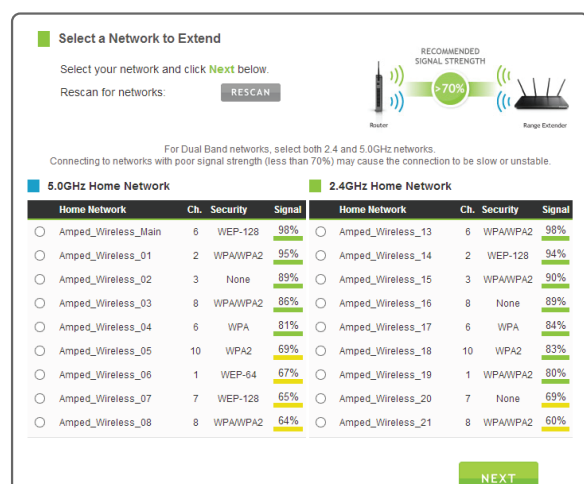 Select a Network to Extend
Select your network and click Next below.
Rescan for networks: RESCAN
RECOMMENDED
SIGNAL STRENGTH
>70%
Router
Range Extender
For Dual Band networks, select both 2.4 and 5.0GHz networks.
Connecting to networks with poor signal strength (less than 70%) may cause the connection to be slow or unstable.
5.0GHz Home Network
Home Network Ch. Security Signal
Amped_Wireless_Main 6 WEP-128 98%
Amped_Wireless_01 2 WPA/WPA2 95%
Amped_Wireless_02 3 None 89%
Amped_Wireless_03 8 WPA/WPA2 86%
Amped_Wireless_04 6 WPA 81%
Amped_Wireless_05 10 WPA2 69%
Amped_Wireless_06 1 WEP-64 67%
Amped_Wireless_07 7 WEP-128 65%
Amped_Wireless_08 8 WPA/WPA2 64%
2.4GHz Home Network
Home Network Ch. Security Signal
Amped_Wireless_13 6 WPA/WPA2 98%
Amped_Wireless_14 2 WEP-128 94%
Amped_Wireless_15 3 WPA/WPA2 90%
Amped_Wireless_16 8 None 89%
Amped_Wireless_17 6 WPA 84%
Amped_Wireless_18 10 WPA2 83%
Amped_Wireless_19 1 WPA/WPA2 80%
Amped_Wireless_20 7 None 69%
Amped_Wireless_21 8 WPA/WPA2 60%
NEXT